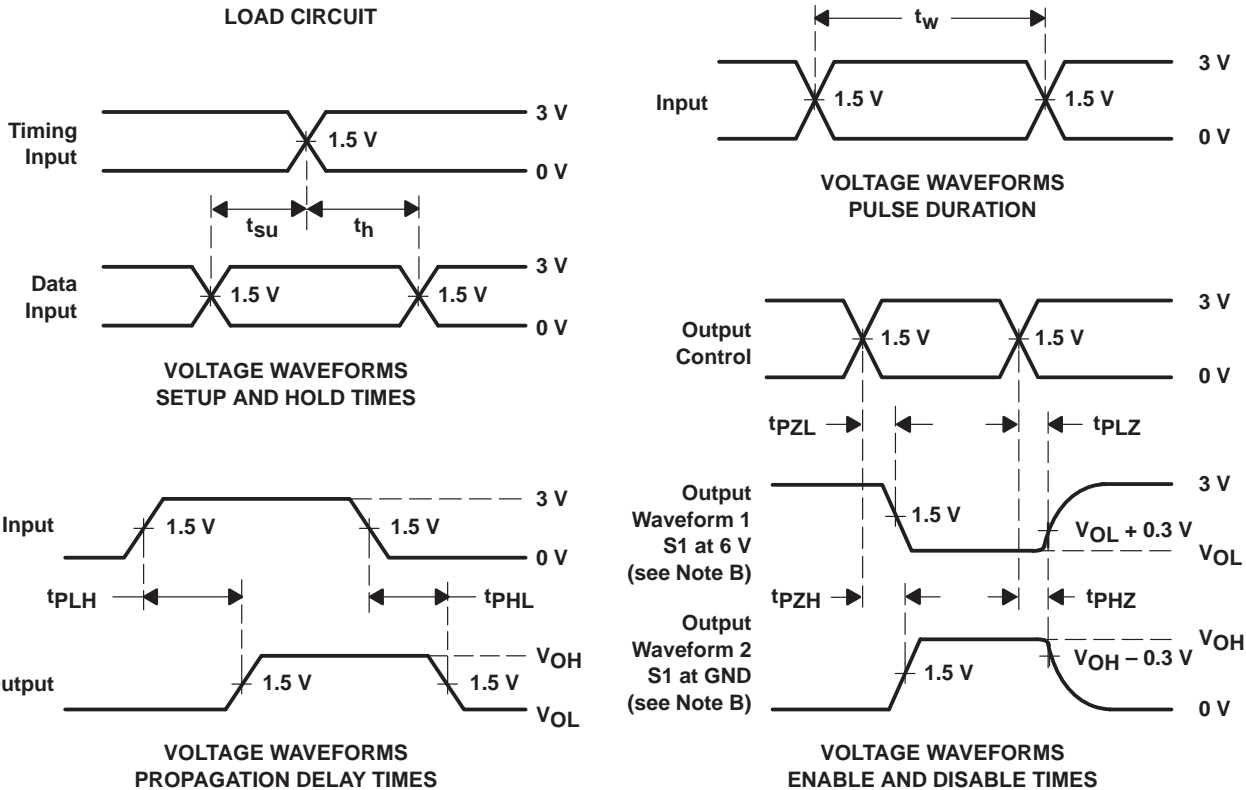 LOAD CIRCUIT
Timing
Input
1.5 V
3 V
0 V
tsu
th
Data
Input
1.5 V
1.5 V
3 V
0 V
VOLTAGE WAVEFORMS
SETUP AND HOLD TIMES
Input
1.5 V
1.5 V
3 V
0 V
tPLH
tPHL
utput
1.5 V
1.5 V
VOH
VOL
VOLTAGE WAVEFORMS
PROPAGATION DELAY TIMES
tw
Input
1.5 V
1.5 V
3 V
0 V
VOLTAGE WAVEFORMS
PULSE DURATION
Output
Control
1.5 V
1.5 V
3 V
0 V
tPZL
tPLZ
Output
Waveform 1
S1 at 6 V
(see Note B)
1.5 V
3 V
VOL + 0.3 V
VOL
tPZH
tPHZ
Output
Waveform 2
S1 at GND
(see Note B)
1.5 V
VOH
VOH – 0.3 V
0 V
VOLTAGE WAVEFORMS
ENABLE AND DISABLE TIMES